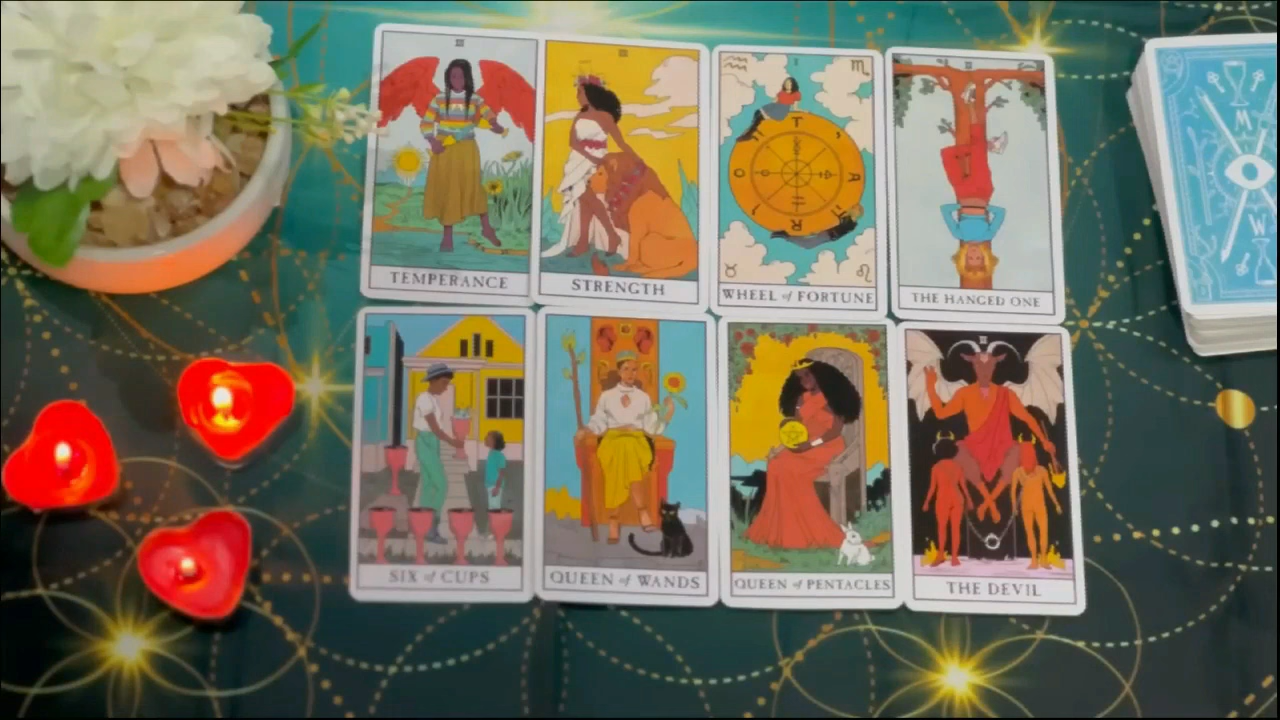 TEMPERANCE
STRENGTH
WHEEL of FORTUNE
THE HANGED ONE
SIX of CUPS
QUEEN of WANDS
QUEEN of PENTACLES
THE DEVIL
T
A
R
O
M
W